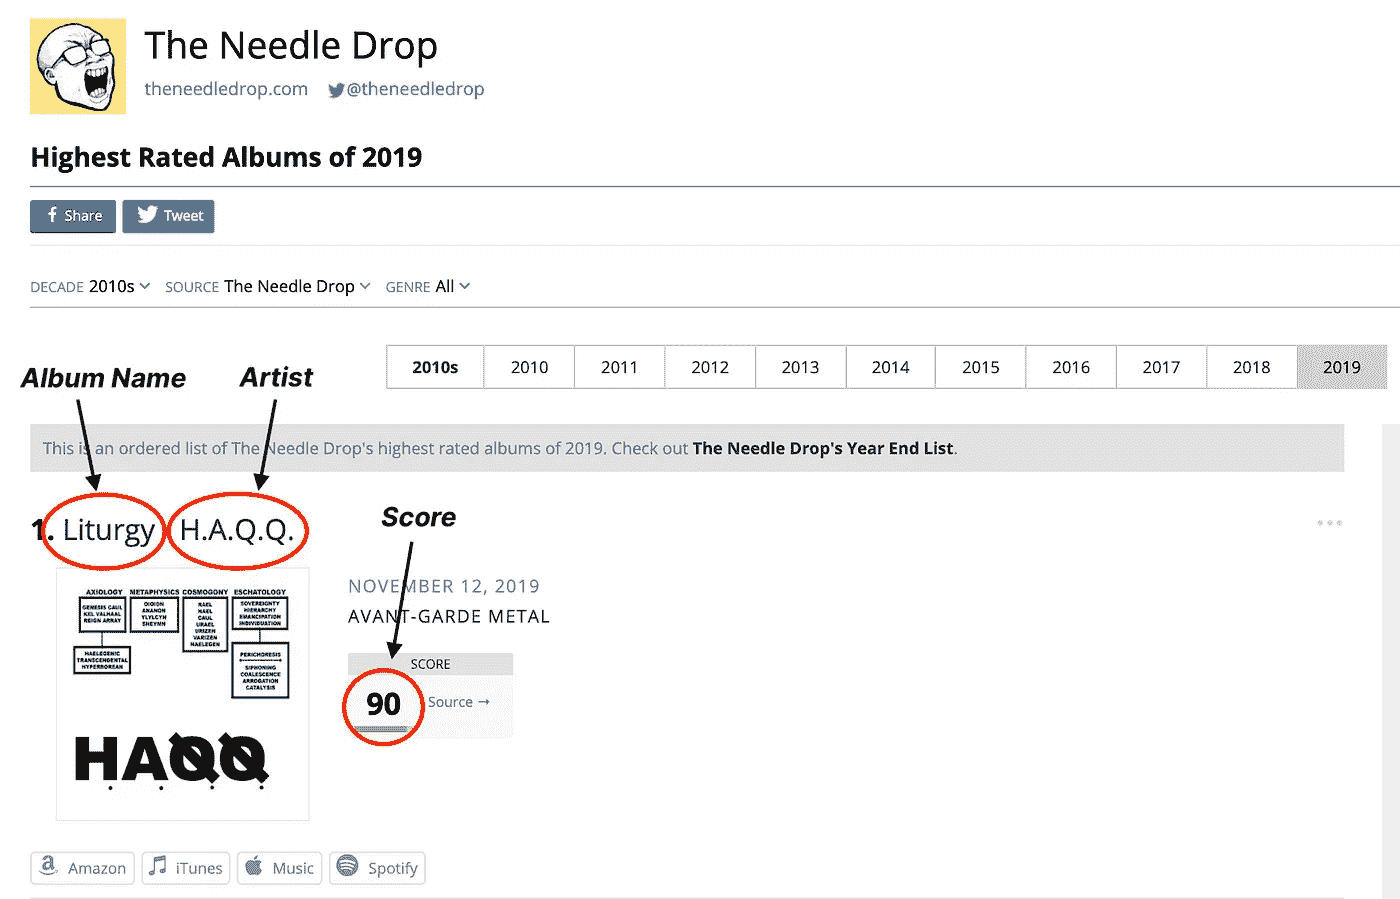 The Needle Drop
theneedledrop.com @theneedledrop
Highest Rated Albums of 2019
Share Tweet
DECADE 2010s SOURCE The Needle Drop GENRE All
2010s 2010 2011 2012 2013 2014 2015 2016 2017 2018 2019
Album Name Artist
This is an ordered list of The Needle Drop's highest rated albums of 2019. Check out The Needle Drop's Year End List.
1. Liturgy H.A.Q.Q.
Score
NOVEMBER 12, 2019
AVANT-GARDE METAL
SCORE
90 Source →
AXIOLOGY METAPHYSICS COSMOGONY ESCHATOLOGY
GENESIS CAUL
KEL VALHAAL
REIGN ARRAY
OIOION
ANANON
YLYLCYN
SHEYMN
RAEL
HAEL
CAUL
URAEL
URIZEN
VARIZEN
HAELEGEN
SOVEREIGNTY
HIERARCHY
EMANCIPATION
INDIVIDUATION
HAELEGENIC
TRANSCENDENTAL
HYPERBOREAN
PERICHORESIS
SIPHONING
COALESCENCE
ARROGATION
CATALYSIS
HAQQ
Amazon iTunes Music Spotify